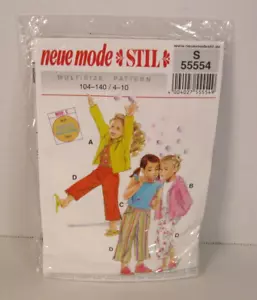 neue mode STIL
S
55554
MULTISIZE PATTERN
104-140 / 4-10
A
D
B
C
D